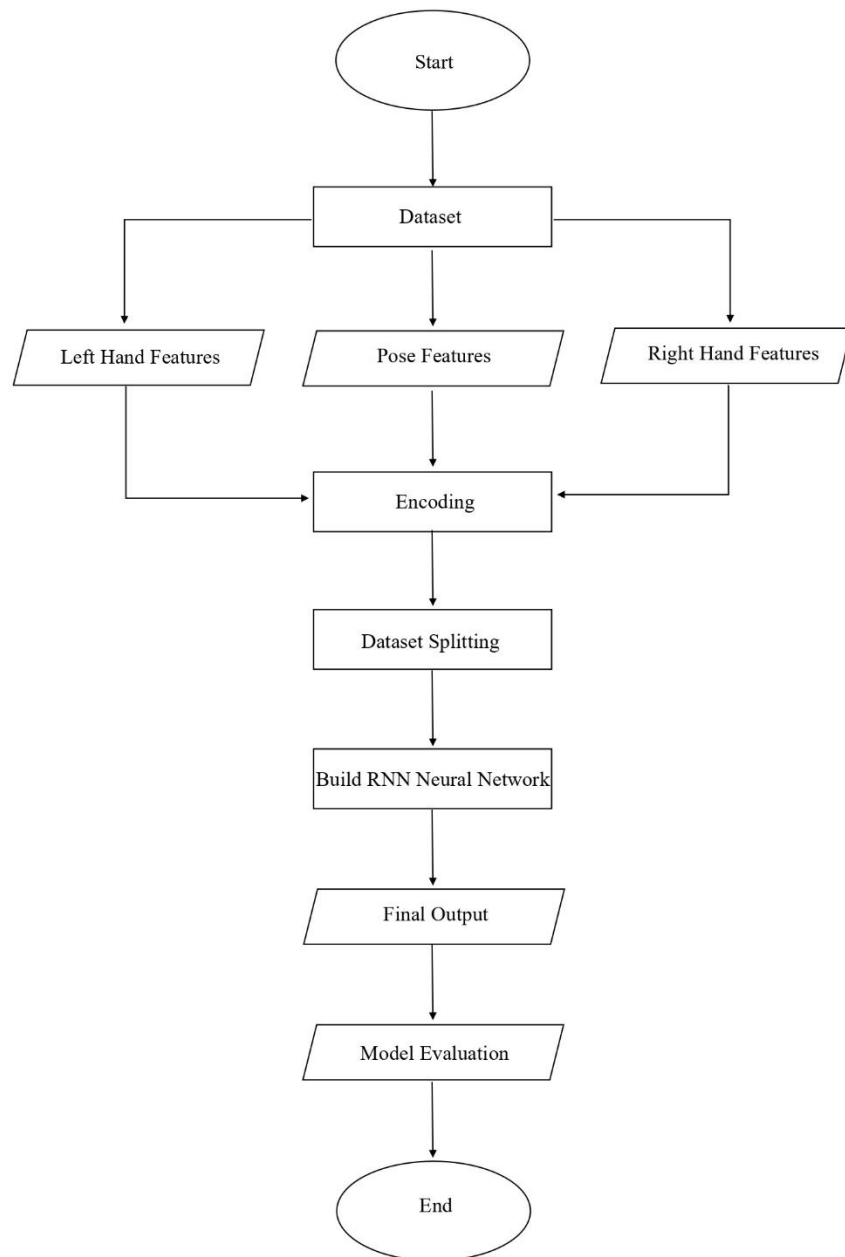 Start
Dataset
Left Hand Features
Pose Features
Right Hand Features
Encoding
Dataset Splitting
Build RNN Neural Network
Final Output
Model Evaluation
End